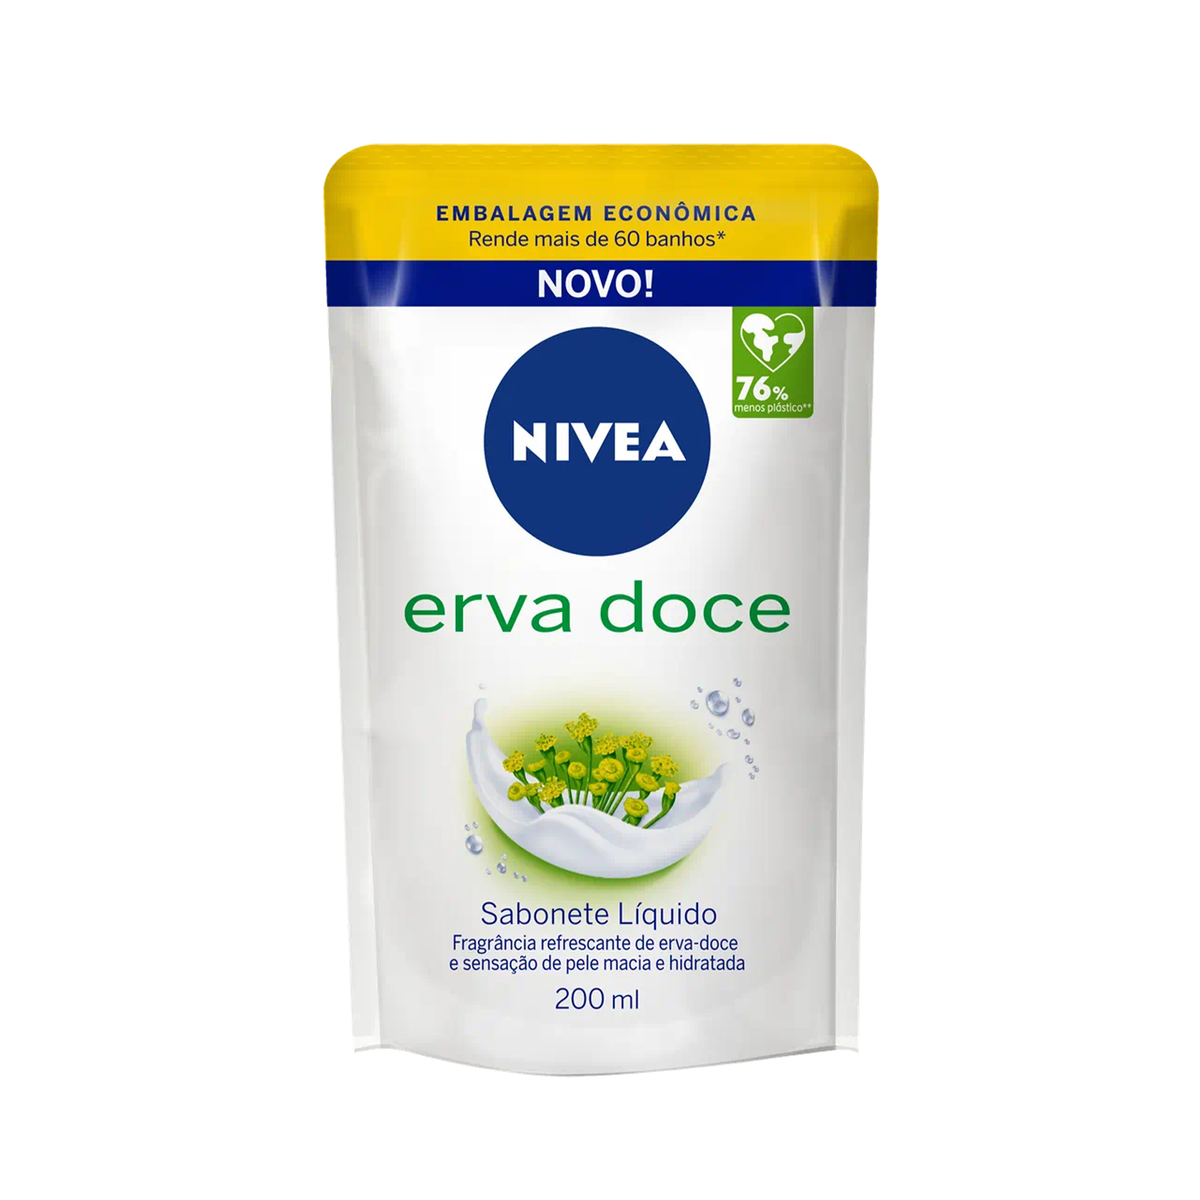 EMBALAGEM ECONÔMICA
Rende mais de 60 banhos*
NOVO!
76%
menos plástico**
NIVEA
erva doce
Sabonete Líquido
Fragrância refrescante de erva-doce
e sensação de pele macia e hidratada
200 ml